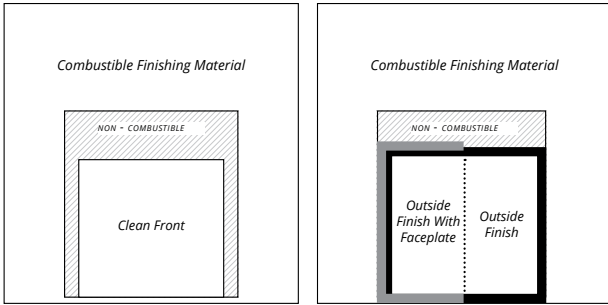 Combustible Finishing Material
NON - COMBUSTIBLE
Clean Front
Combustible Finishing Material
NON - COMBUSTIBLE
Outside
Finish With
Faceplate
Outside
Finish